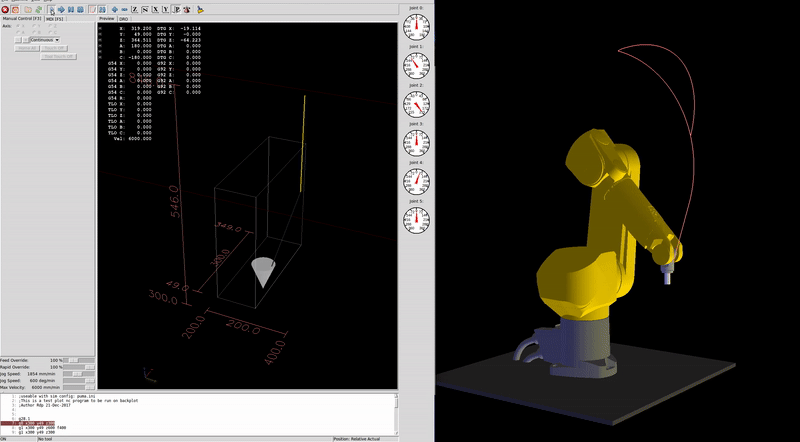 Manual Control [F3] MDI [F5]
Axis:
Continuous
Preview DRO
X: 319.200 DTG X: -19.114
Y: 49.000 DTG Y: -0.000
Z: 364.511 DTG Z: -64.223
A: 0.000 DTG A: 0.000
B: 0.000 DTG B: 0.000
C: -180.000 DTG C: 0.000
G54 X: 0.000 G92 X: 0.000
G54 Y: 0.000 G92 Y: 0.000
G54 Z: 0.000 G92 Z: 0.000
G54 A: 0.000 G92 A: 0.000
G54 B: 0.000 G92 B: 0.000
G54 C: 0.000 G92 C: 0.000
G54 R: 0.000
TLO X: 0.000
TLO Y: 0.000
TLO Z: 0.000
TLO A: 0.000
TLO B: 0.000
TLO C: 0.000
Vel: 6000.000
546.0
349.0
300.0
49.0
300.0
200.0
200.0
400.0
Joint 0:
Joint 1:
Joint 2:
Joint 3:
Joint 4:
Joint 5:
Feed Override: 100 %
Rapid Override: 100 %
Jog Speed: 1854 mm/min
Jog Speed: 600 deg/min
Max Velocity: 6000 mm/min
1: ;useable with sim config: puma.ini
2: ;This is a test plot nc program to be run on backplot
3: ;Author Rdp 21-Dec-2017
4:
5:
6: g28.1
7: g0 x300 y49 z300
8: g1 x300 y49 z600 f400
9: g1 x300 y49 z300
ON No tool Position: Relative Actual